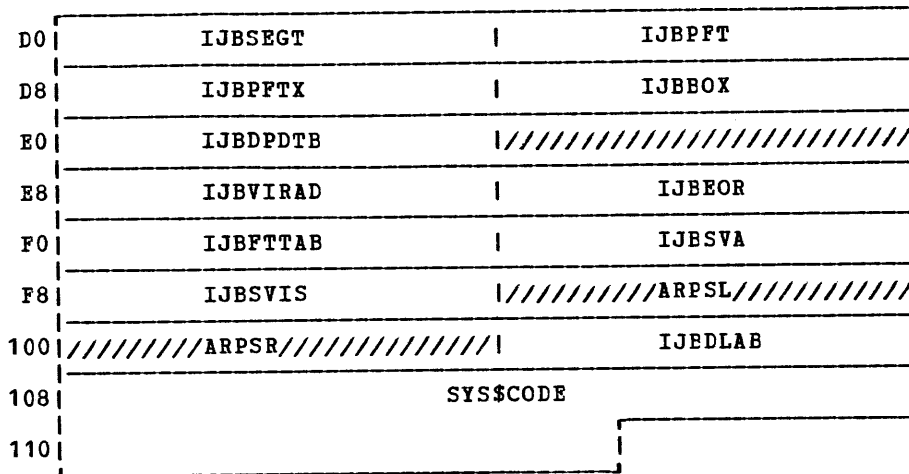 D0 | IJBSEGT | IJBPFT
D8 | IJBPFTX | IJBBOX
E0 | IJBDPDTB |/////////////////////////
E8 | IJBVIRAD | IJBEOR
F0 | IJBFTTAB | IJBSVA
F8 | IJBSVIS |//////////ARPSL////////////
100 |/////////ARPSR//////////////| IJBDLAB
108 | SYS$CODE
110 |